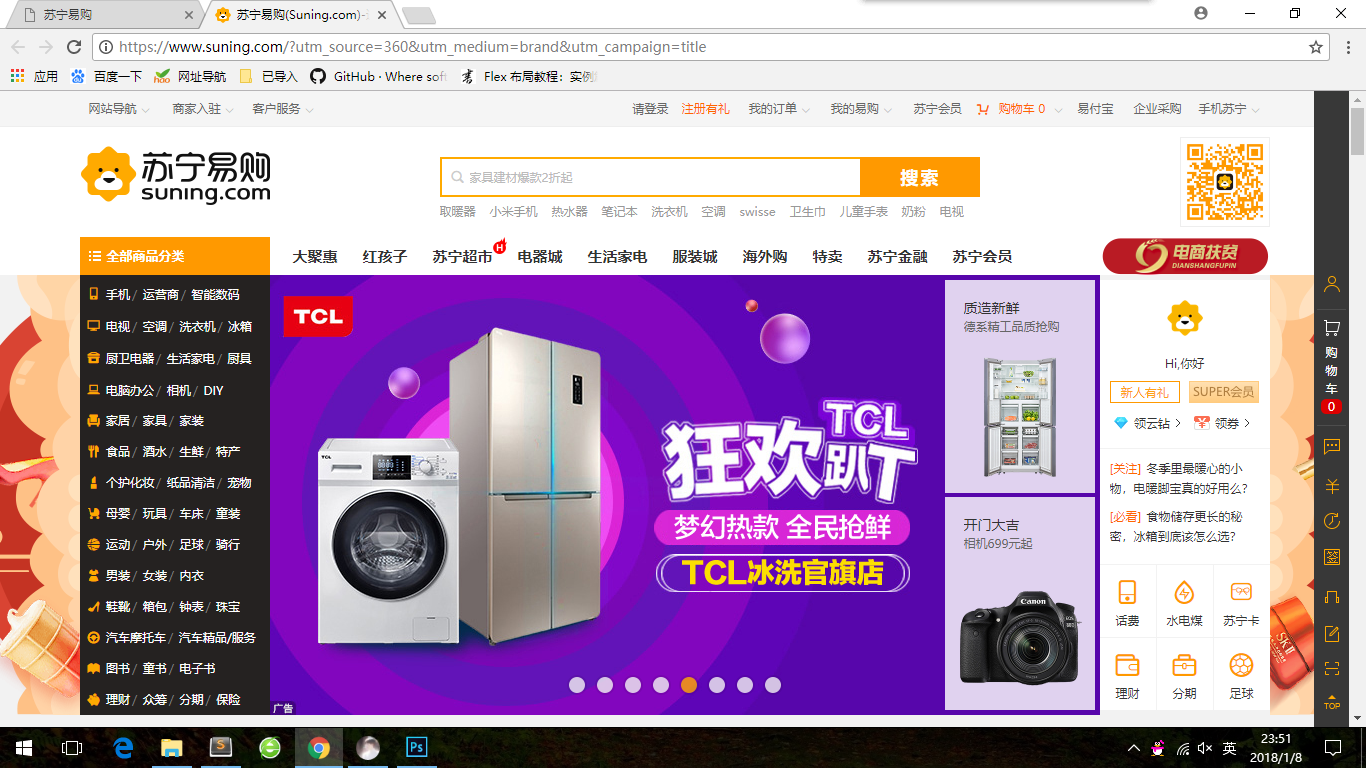 苏宁易购
苏宁易购(Suning.com)-
https://www.suning.com/?utm_source=360&utm_medium=brand&utm_campaign=title
应用 百度一下 网址导航 已导入 GitHub · Where soft Flex 布局教程：实例
网站导航 商家入驻 客户服务 请登录 注册有礼 我的订单 我的易购 苏宁会员 购物车 0 易付宝 企业采购 手机苏宁
苏宁易购
suning.com
家具建材爆款2折起 搜索
取暖器 小米手机 热水器 笔记本 洗衣机 空调 swisse 卫生巾 儿童手表 奶粉 电视
全部商品分类 大聚惠 红孩子 苏宁超市 H 电器城 生活家电 服装城 海外购 特卖 苏宁金融 苏宁会员
电商扶贫
DIANSHANGFUPIN
手机/ 运营商/ 智能数码
电视/ 空调/ 洗衣机/ 冰箱
厨卫电器/ 生活家电/ 厨具
电脑办公/ 相机/ DIY
家居/ 家具/ 家装
食品/ 酒水/ 生鲜/ 特产
个护化妆/ 纸品清洁/ 宠物
母婴/ 玩具/ 车床/ 童装
运动/ 户外/ 足球/ 骑行
男装/ 女装/ 内衣
鞋靴/ 箱包/ 钟表/ 珠宝
汽车摩托车/ 汽车精品/服务
图书/ 童书/ 电子书
理财/ 众筹/ 分期/ 保险
TCL
TCL
TCL
狂欢趴
梦幻热款 全民抢鲜
TCL冰洗官旗店
广告
质造新鲜
德系精工品质抢购
开门大吉
相机699元起
Canon
EOS
80D
Hi,你好
新人有礼 SUPER会员
领云钻 领券
[关注] 冬季里最暖心的小
物，电暖脚宝真的好用么？
[必看] 食物储存更长的秘
密，冰箱到底该怎么选？
话费 水电煤 苏宁卡
理财 分期 足球
SK-II
购
物
车
0
签
TOP
英
23:51
2018/1/8